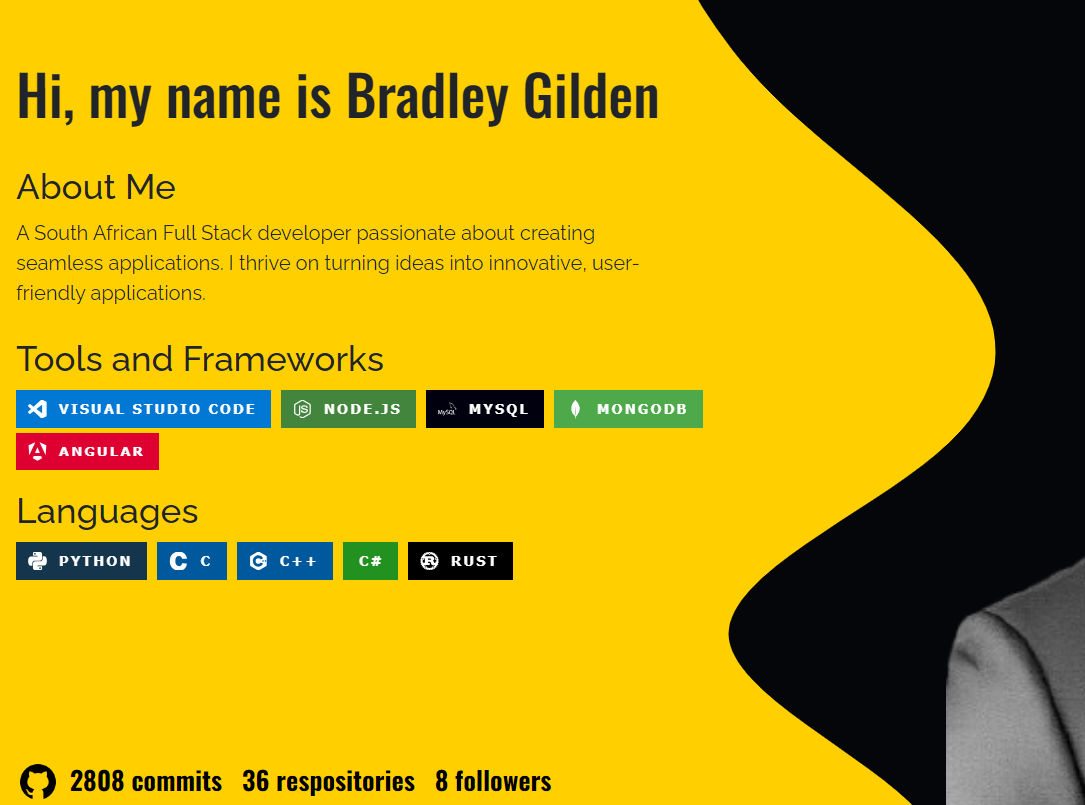 Hi, my name is Bradley Gilden
About Me
A South African Full Stack developer passionate about creating
seamless applications. I thrive on turning ideas into innovative, user-
friendly applications.
Tools and Frameworks
VISUAL STUDIO CODE NODE.JS MySQL MYSQL MONGODB
ANGULAR
Languages
PYTHON C C C++ C# R RUST
2808 commits 36 respositories 8 followers